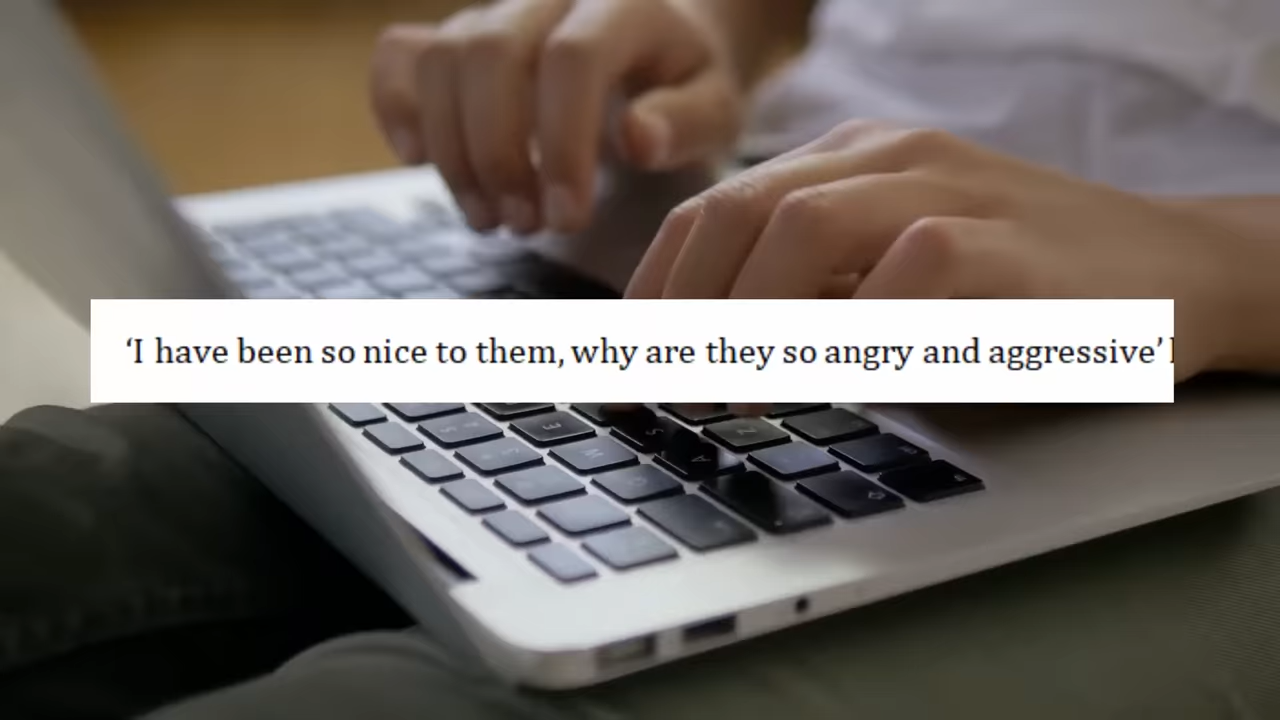 ‘I have been so nice to them, why are they so angry and aggressive’